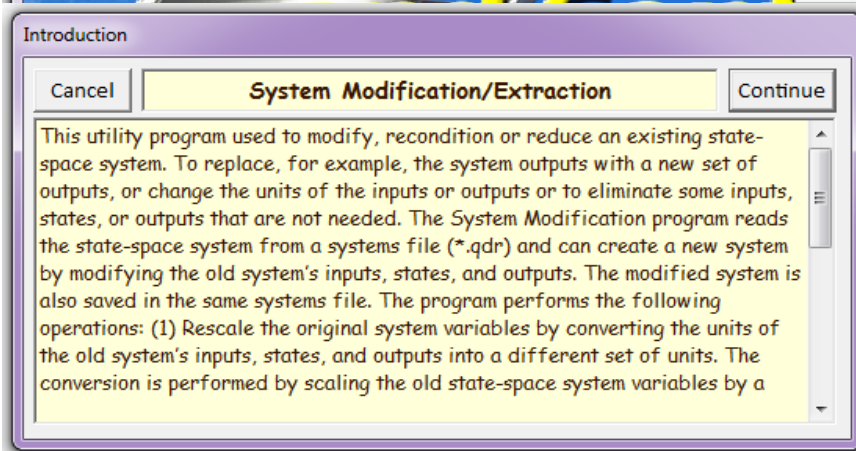 Introduction
Cancel
System Modification/Extraction
Continue
This utility program used to modify, recondition or reduce an existing state-
space system. To replace, for example, the system outputs with a new set of
outputs, or change the units of the inputs or outputs or to eliminate some inputs,
states, or outputs that are not needed. The System Modification program reads
the state-space system from a systems file (*.qdr) and can create a new system
by modifying the old system's inputs, states, and outputs. The modified system is
also saved in the same systems file. The program performs the following
operations: (1) Rescale the original system variables by converting the units of
the old system's inputs, states, and outputs into a different set of units. The
conversion is performed by scaling the old state-space system variables by a